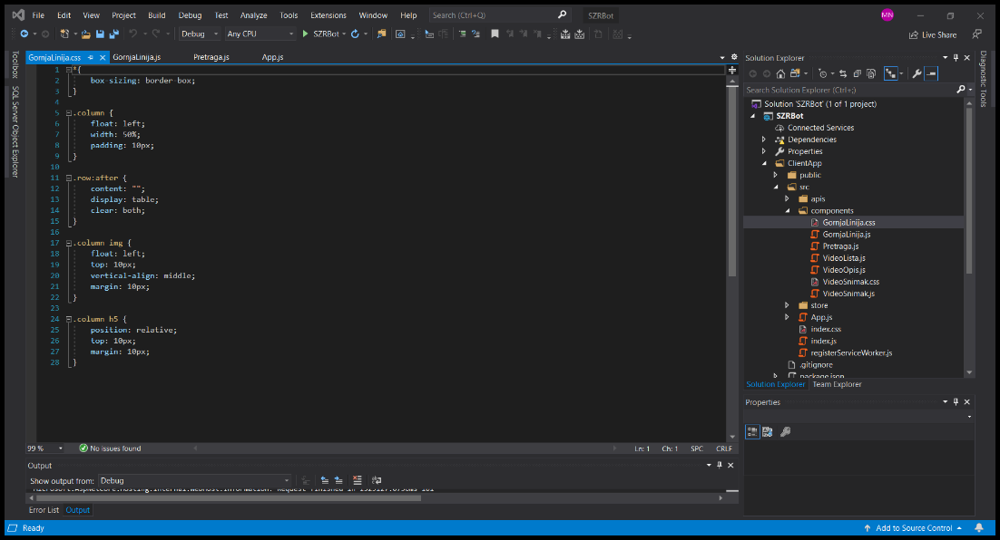 File Edit View Project Build Debug Test Analyze Tools Extensions Window Help Search (Ctrl+Q) SZRBot MN
Debug Any CPU SZRBot Live Share
GornjaLinija.css GornjaLinija.js Pretraga.js App.js
Toolbox
SQL Server Object Explorer
1 *{
2 box-sizing: border-box;
3 }
4
5 .column {
6 float: left;
7 width: 50%;
8 padding: 10px;
9 }
10
11 .row:after {
12 content: "";
13 display: table;
14 clear: both;
15 }
16
17 .column img {
18 float: left;
19 top: 10px;
20 vertical-align: middle;
21 margin: 10px;
22 }
23
24 .column h5 {
25 position: relative;
26 top: 10px;
27 margin: 10px;
28 }
99 % No issues found Ln: 1 Ch: 1 SPC CRLF
Output
Show output from: Debug
Error List Output
Solution Explorer
Search Solution Explorer (Ctrl+;)
Solution 'SZRBot' (1 of 1 project)
SZRBot
Connected Services
Dependencies
Properties
ClientApp
public
src
apis
components
GornjaLinija.css
GornjaLinija.js
Pretraga.js
VideoLista.js
VideoOpis.js
VideoSnimak.css
VideoSnimak.js
store
App.js
index.css
index.js
registerServiceWorker.js
.gitignore
package.json
Solution Explorer Team Explorer
Properties
Diagnostic Tools
Ready Add to Source Control